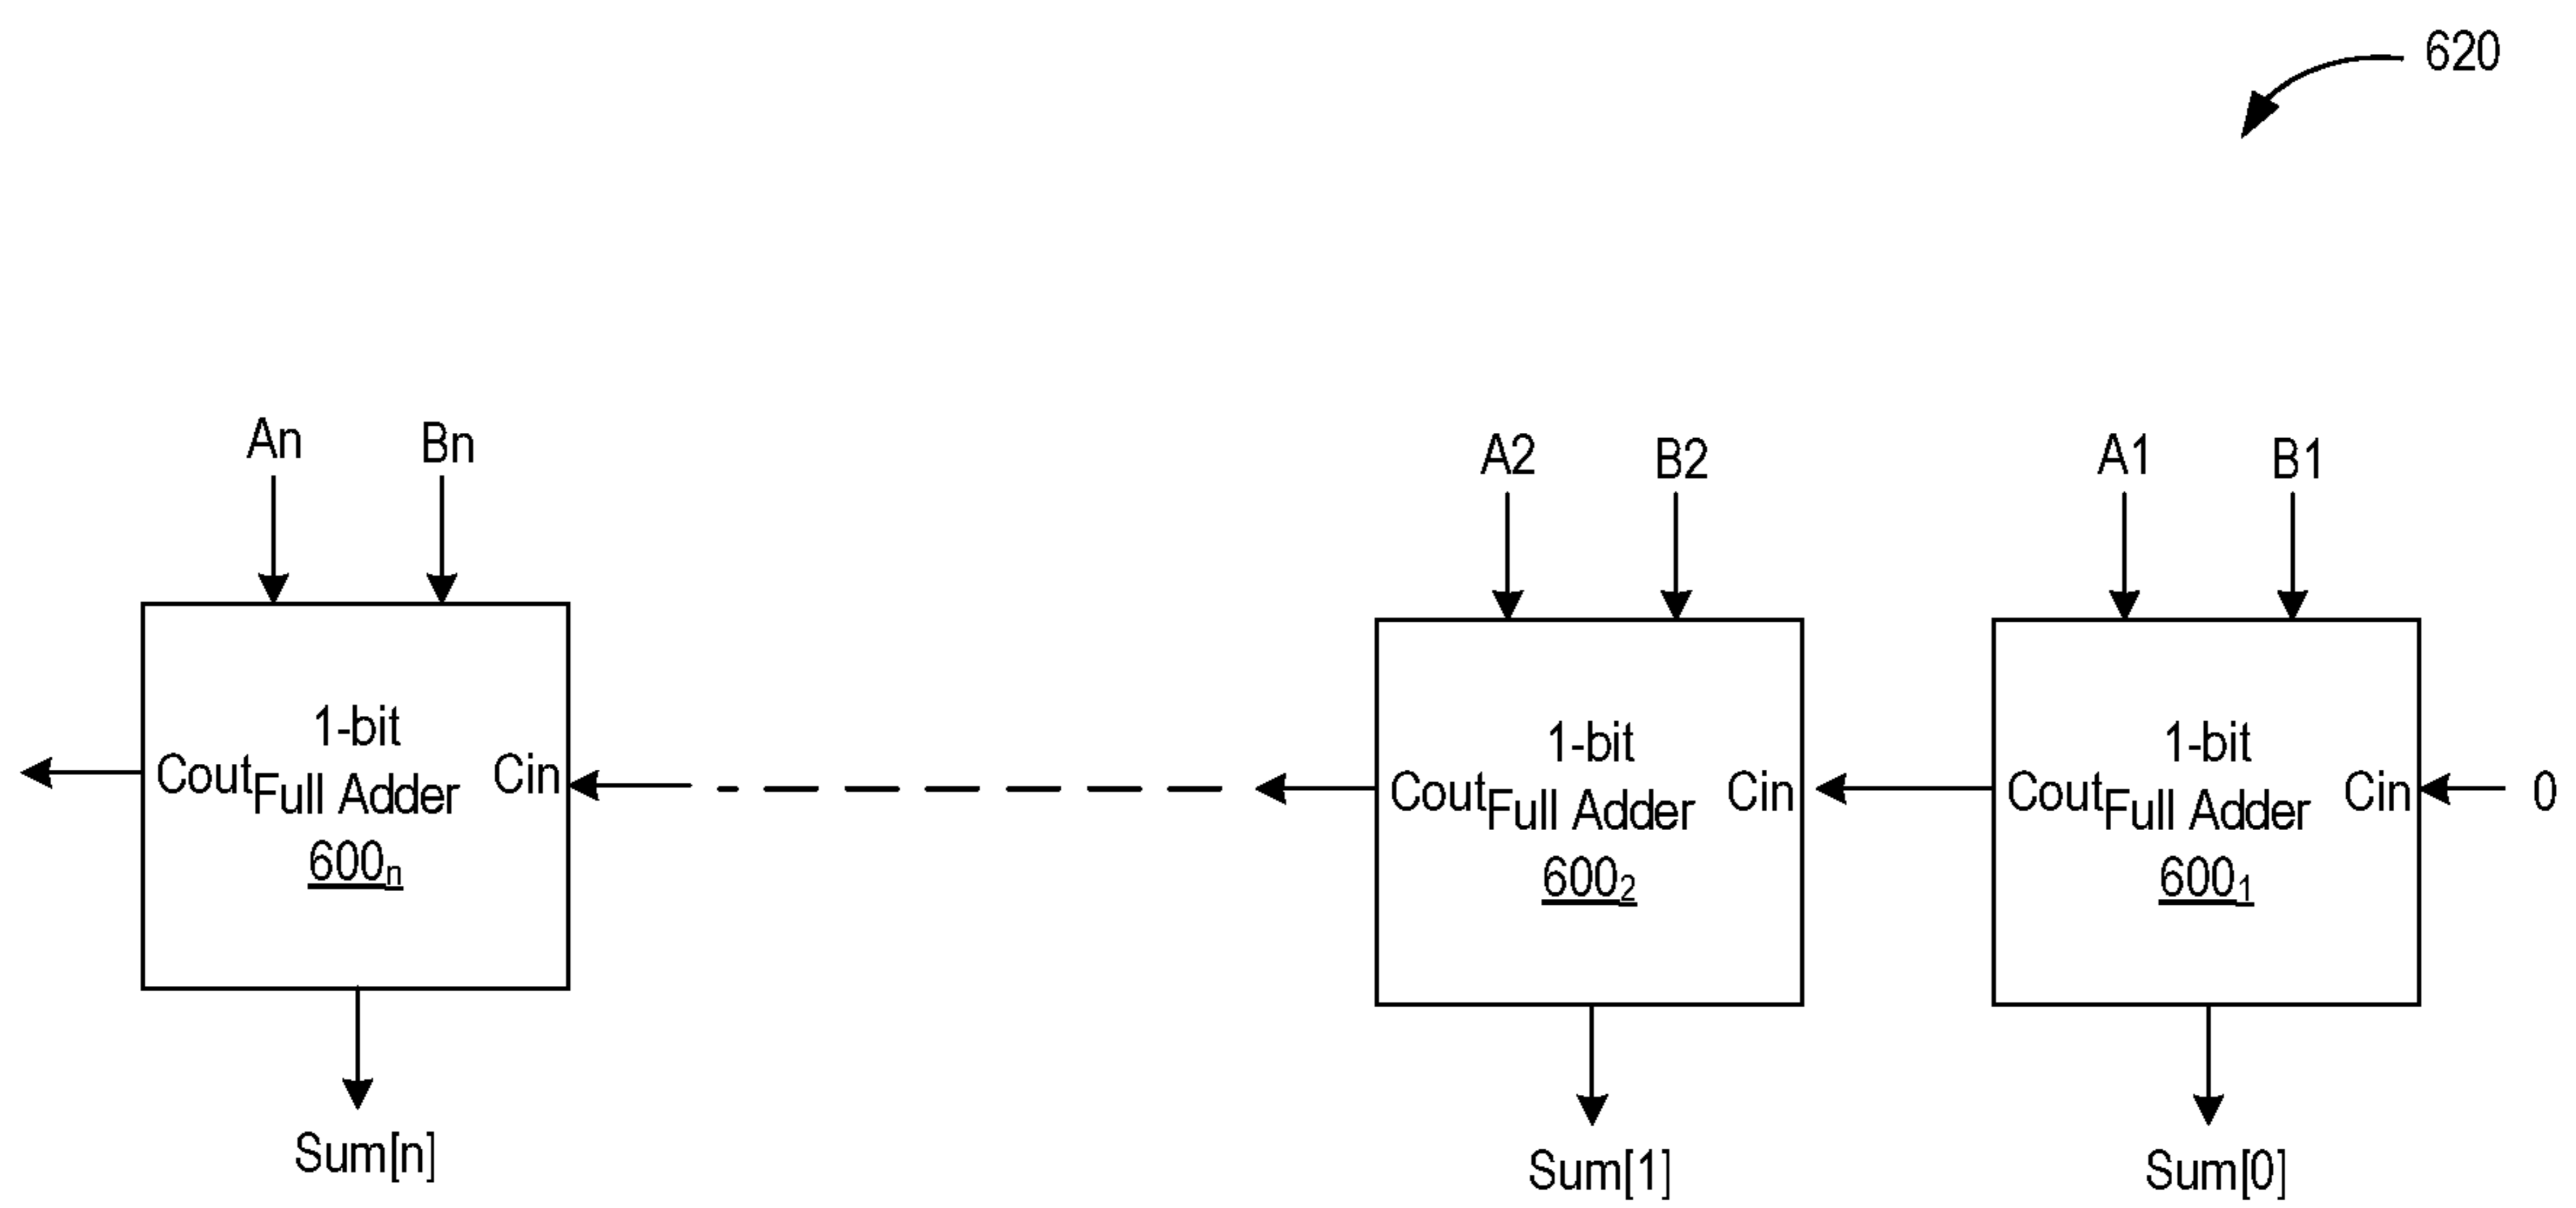 620
An Bn
A2 B2
A1 B1
1-bit
Cout Full Adder Cin
600n
1-bit
Cout Full Adder Cin
6002
1-bit
Cout Full Adder Cin 0
6001
Sum[n]
Sum[1]
Sum[0]